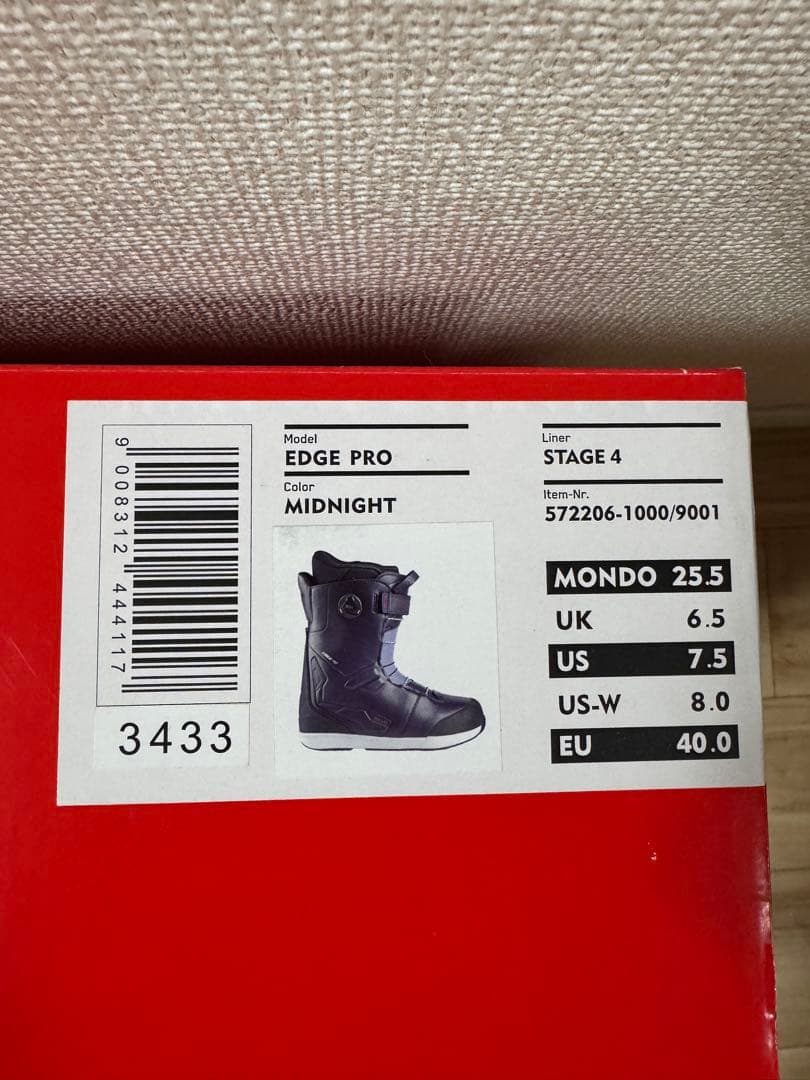 9 008312 444117
3433
Model
EDGE PRO
Color
MIDNIGHT
Liner
STAGE 4
Item-Nr.
572206-1000/9001
MONDO 25.5
UK 6.5
US 7.5
US-W 8.0
EU 40.0